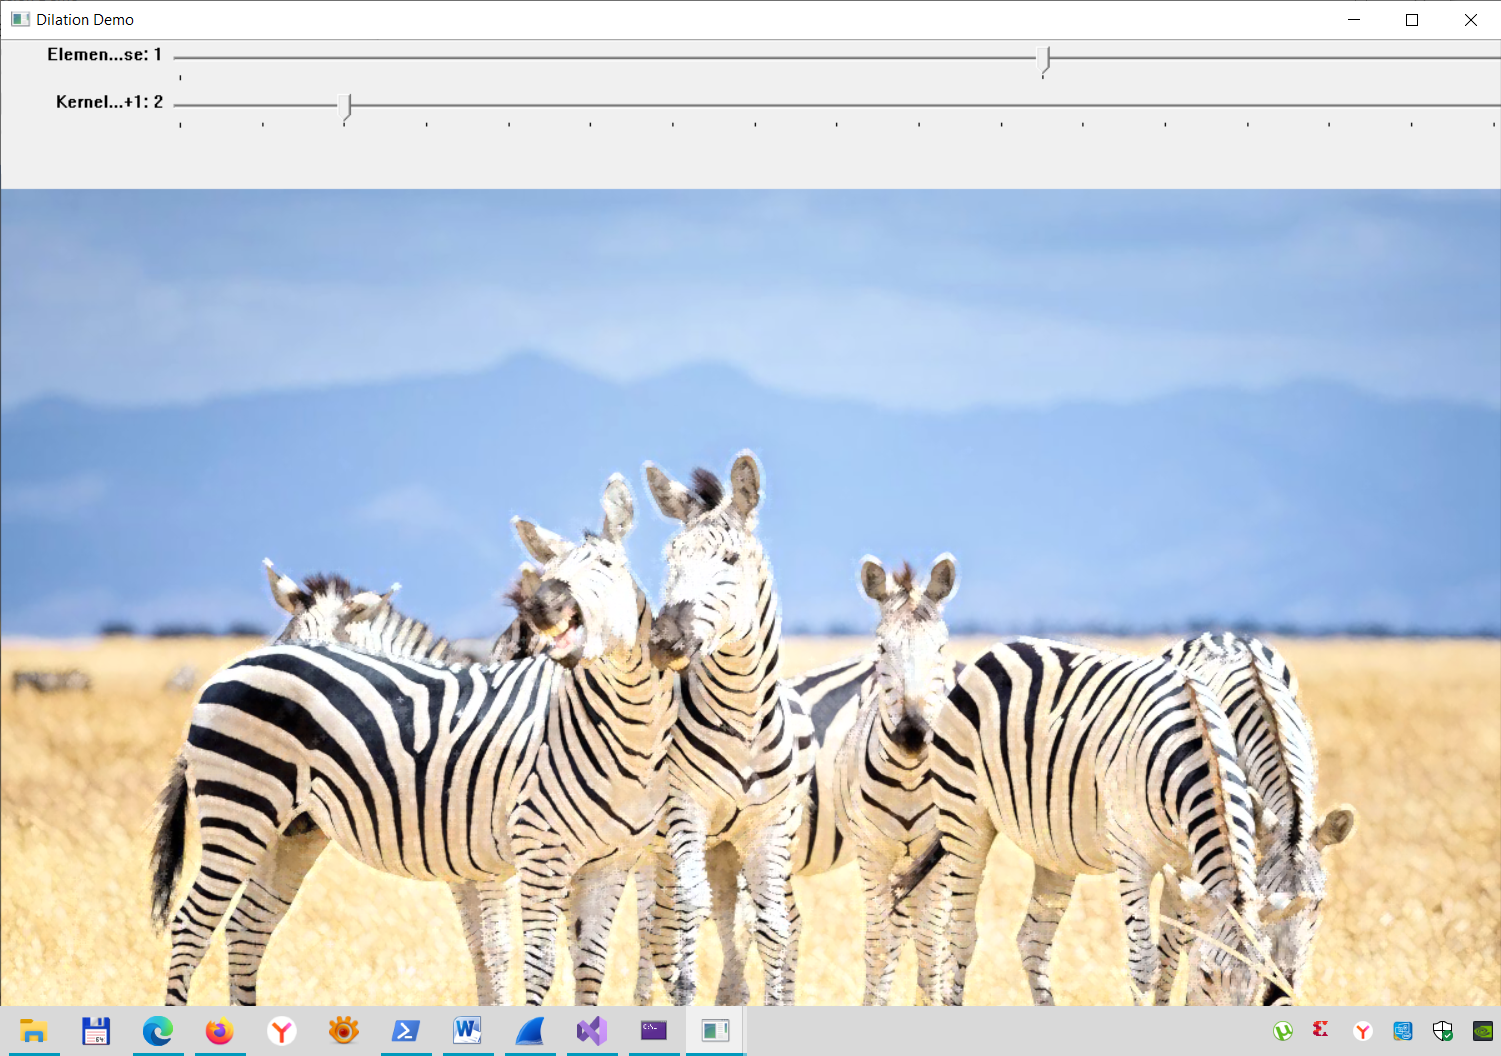 Dilation Demo
Elemen...se: 1
Kernel...+1: 2